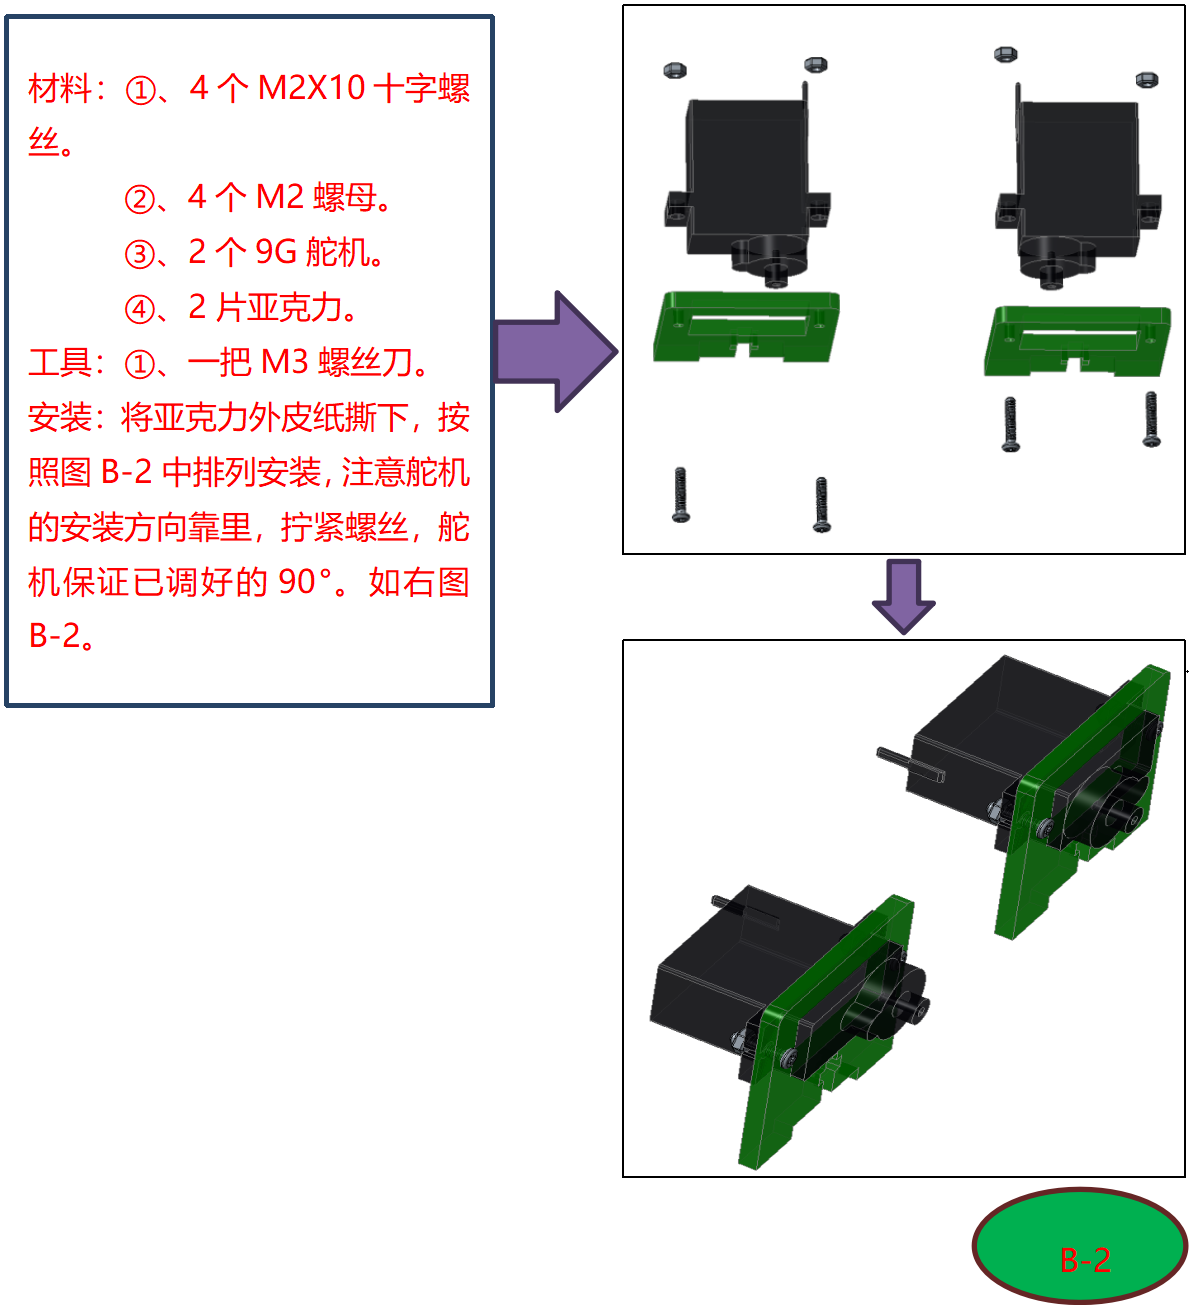 材料：①、4 个 M2X10 十字螺
丝。
②、4 个 M2 螺母。
③、2 个 9G 舵机。
④、2 片亚克力。
工具：①、一把 M3 螺丝刀。
安装：将亚克力外皮纸撕下，按
照图 B-2 中排列安装，注意舵机
的安装方向靠里，拧紧螺丝，舵
机保证已调好的 90°。如右图
B-2。
B-2